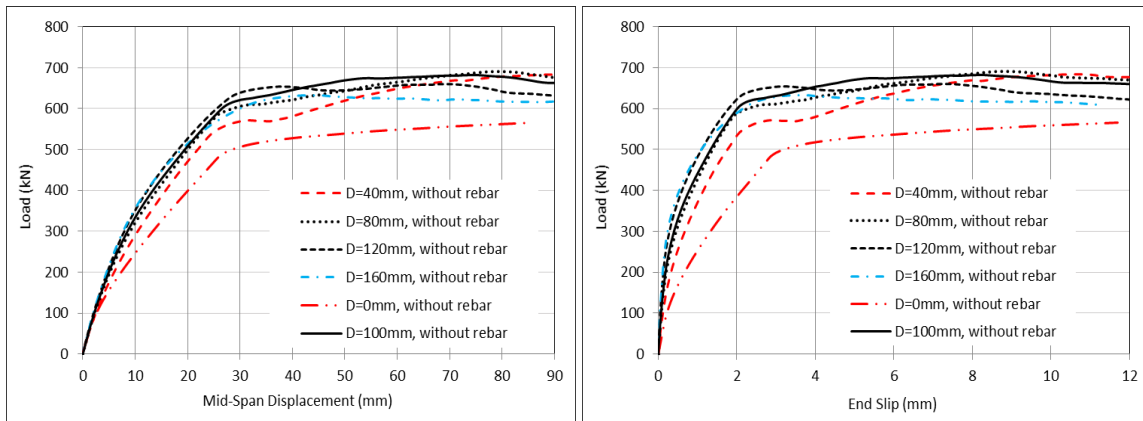 800
700
600
500
400
300
200
100
0
Load (kN)
D=40mm, without rebar
D=80mm, without rebar
D=120mm, without rebar
D=160mm, without rebar
D=0mm, without rebar
D=100mm, without rebar
0 10 20 30 40 50 60 70 80 90
Mid-Span Displacement (mm)
800
700
600
500
400
300
200
100
0
Load (kN)
D=40mm, without rebar
D=80mm, without rebar
D=120mm, without rebar
D=160mm, without rebar
D=0mm, without rebar
D=100mm, without rebar
0 2 4 6 8 10 12
End Slip (mm)